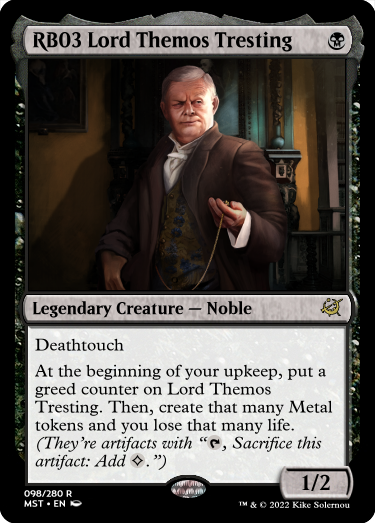 RB03 Lord Themos Tresting
Legendary Creature — Noble
Deathtouch
At the beginning of your upkeep, put a
greed counter on Lord Themos
Tresting. Then, create that many Metal
tokens and you lose that many life.
(They're artifacts with “, Sacrifice this
artifact: Add .”)
1/2
098/280 R
MST • EN
™ & © 2022 Kike Solernou